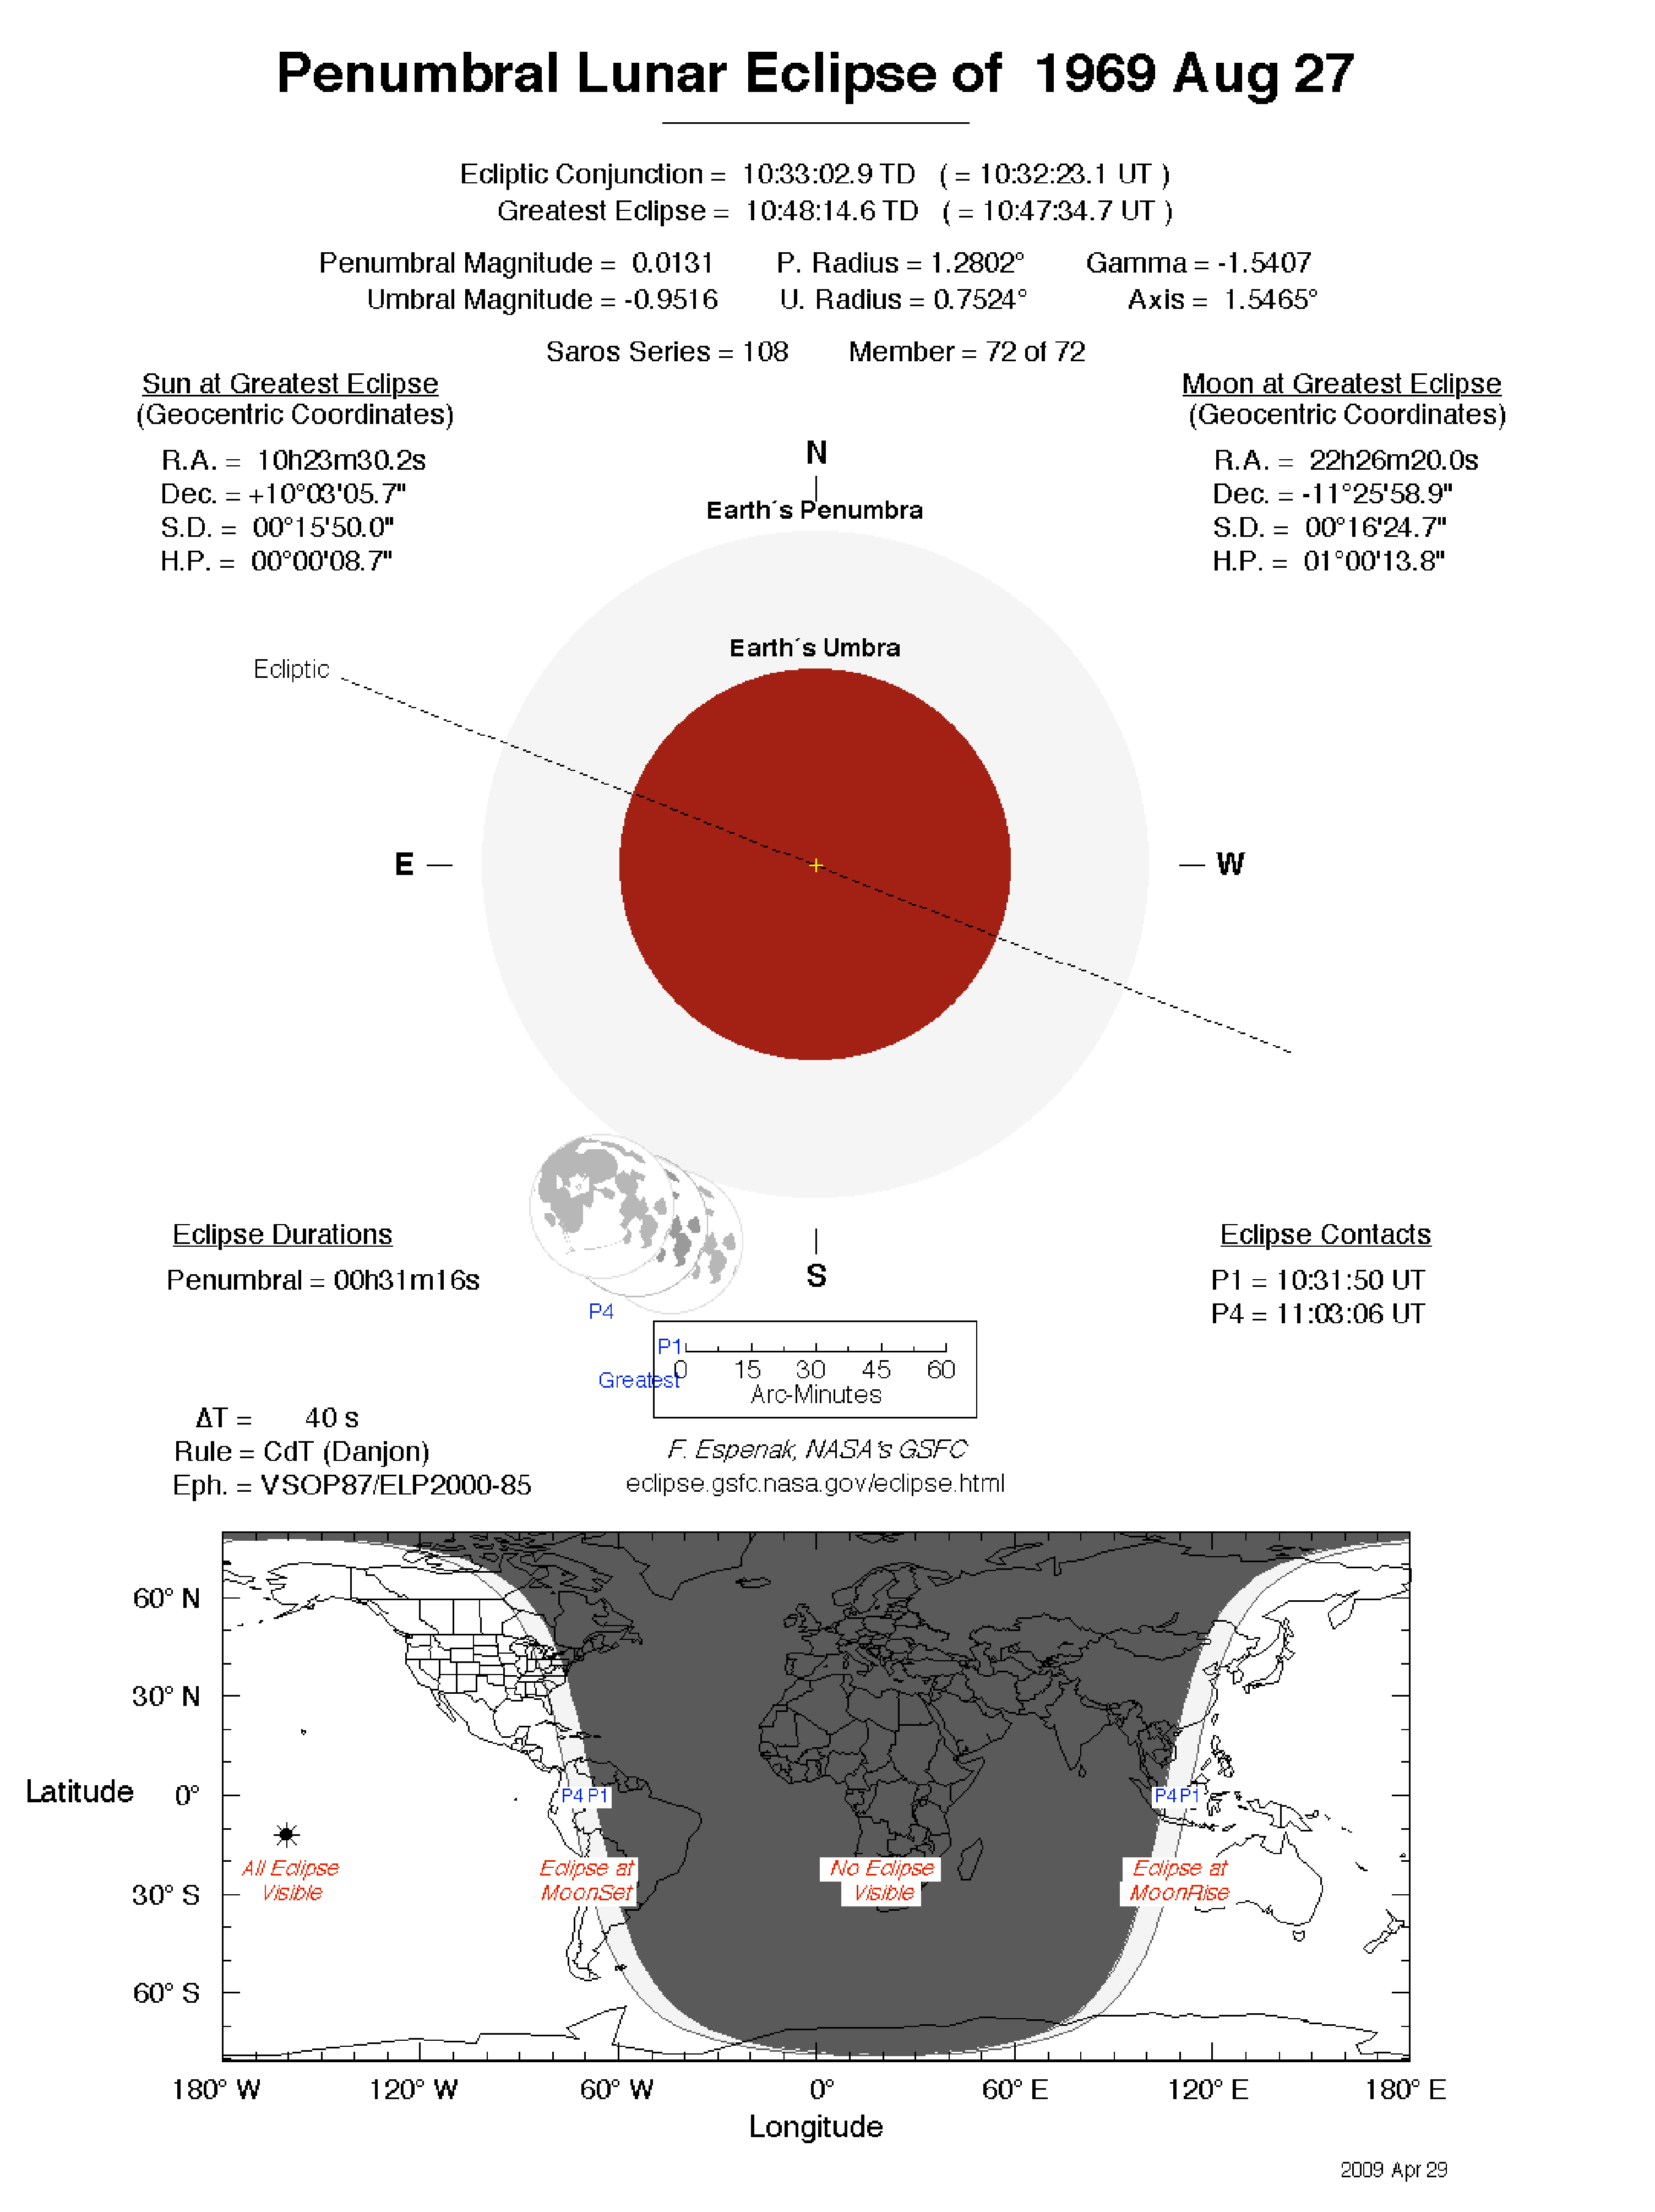 Penumbral Lunar Eclipse of 1969 Aug 27
Ecliptic Conjunction = 10:33:02.9 TD ( = 10:32:23.1 UT )
Greatest Eclipse = 10:48:14.6 TD ( = 10:47:34.7 UT )
Penumbral Magnitude = 0.0131 P. Radius = 1.2802° Gamma = -1.5407
Umbral Magnitude = -0.9516 U. Radius = 0.7524° Axis = 1.5465°
Saros Series = 108 Member = 72 of 72
Sun at Greatest Eclipse
(Geocentric Coordinates)
R.A. = 10h23m30.2s
Dec. = +10°03'05.7"
S.D. = 00°15'50.0"
H.P. = 00°00'08.7"
Moon at Greatest Eclipse
(Geocentric Coordinates)
R.A. = 22h26m20.0s
Dec. = -11°25'58.9"
S.D. = 00°16'24.7"
H.P. = 01°00'13.8"
N
Earth´s Penumbra
Earth´s Umbra
Ecliptic
E
W
S
Eclipse Durations
Penumbral = 00h31m16s
Eclipse Contacts
P1 = 10:31:50 UT
P4 = 11:03:06 UT
P4
P1
Greatest
0 15 30 45 60
Arc-Minutes
ΔT = 40 s
Rule = CdT (Danjon)
Eph. = VSOP87/ELP2000-85
F. Espenak, NASA's GSFC
eclipse.gsfc.nasa.gov/eclipse.html
60° N
30° N
Latitude 0°
30° S
60° S
P4 P1
P4 P1
All Eclipse
Visible
Eclipse at
MoonSet
No Eclipse
Visible
Eclipse at
MoonRise
180° W 120° W 60° W 0° 60° E 120° E 180° E
Longitude
2009 Apr 29